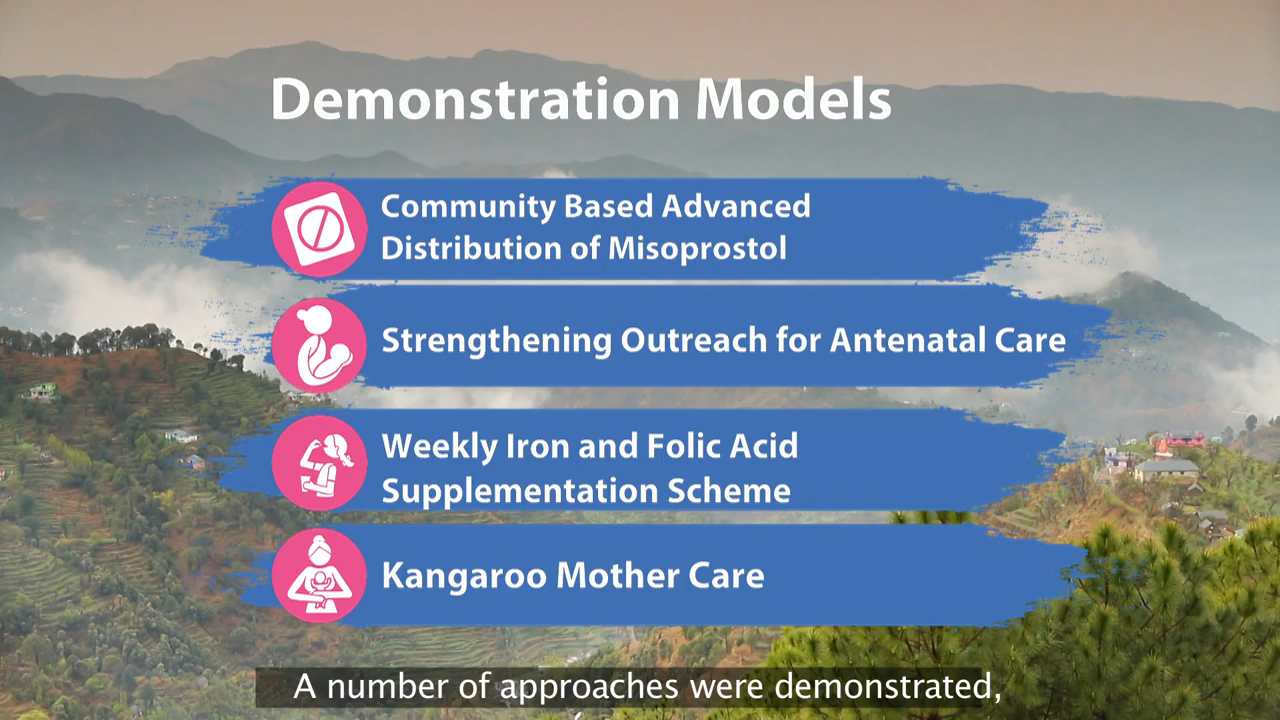 Demonstration Models
Community Based Advanced
Distribution of Misoprostol
Strengthening Outreach for Antenatal Care
Weekly Iron and Folic Acid
Supplementation Scheme
Kangaroo Mother Care
A number of approaches were demonstrated,